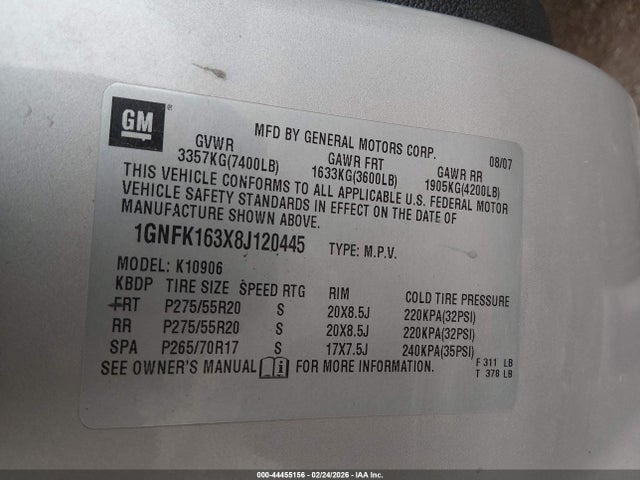 GM®
MFD BY GENERAL MOTORS CORP. 08/07
GVWR GAWR FRT GAWR RR
3357KG(7400LB) 1633KG(3600LB) 1905KG(4200LB)
THIS VEHICLE CONFORMS TO ALL APPLICABLE U.S. FEDERAL MOTOR
VEHICLE SAFETY STANDARDS IN EFFECT ON THE DATE OF
MANUFACTURE SHOWN ABOVE.
1GNFK163X8J120445 TYPE: M.P.V.
MODEL: K10906
KBDP TIRE SIZE SPEED RTG RIM COLD TIRE PRESSURE
FRT P275/55R20 S 20X8.5J 220KPA(32PSI)
RR P275/55R20 S 20X8.5J 220KPA(32PSI)
SPA P265/70R17 S 17X7.5J 240KPA(35PSI)
SEE OWNER'S MANUAL i FOR MORE INFORMATION.
F 311 LB
T 378 LB
000-44455156 - 02/24/2026 - IAA Inc.